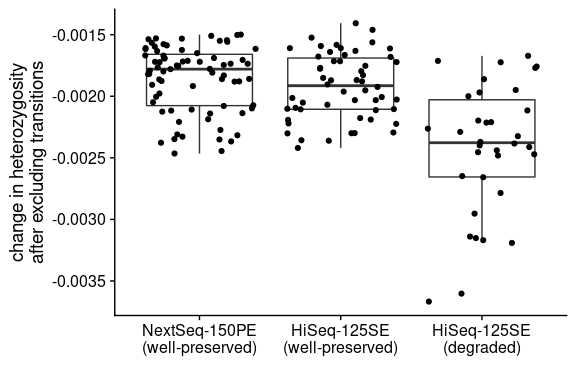 change in heterozygosity
after excluding transitions
-0.0015
-0.0020
-0.0025
-0.0030
-0.0035
NextSeq-150PE
(well-preserved)
HiSeq-125SE
(well-preserved)
HiSeq-125SE
(degraded)